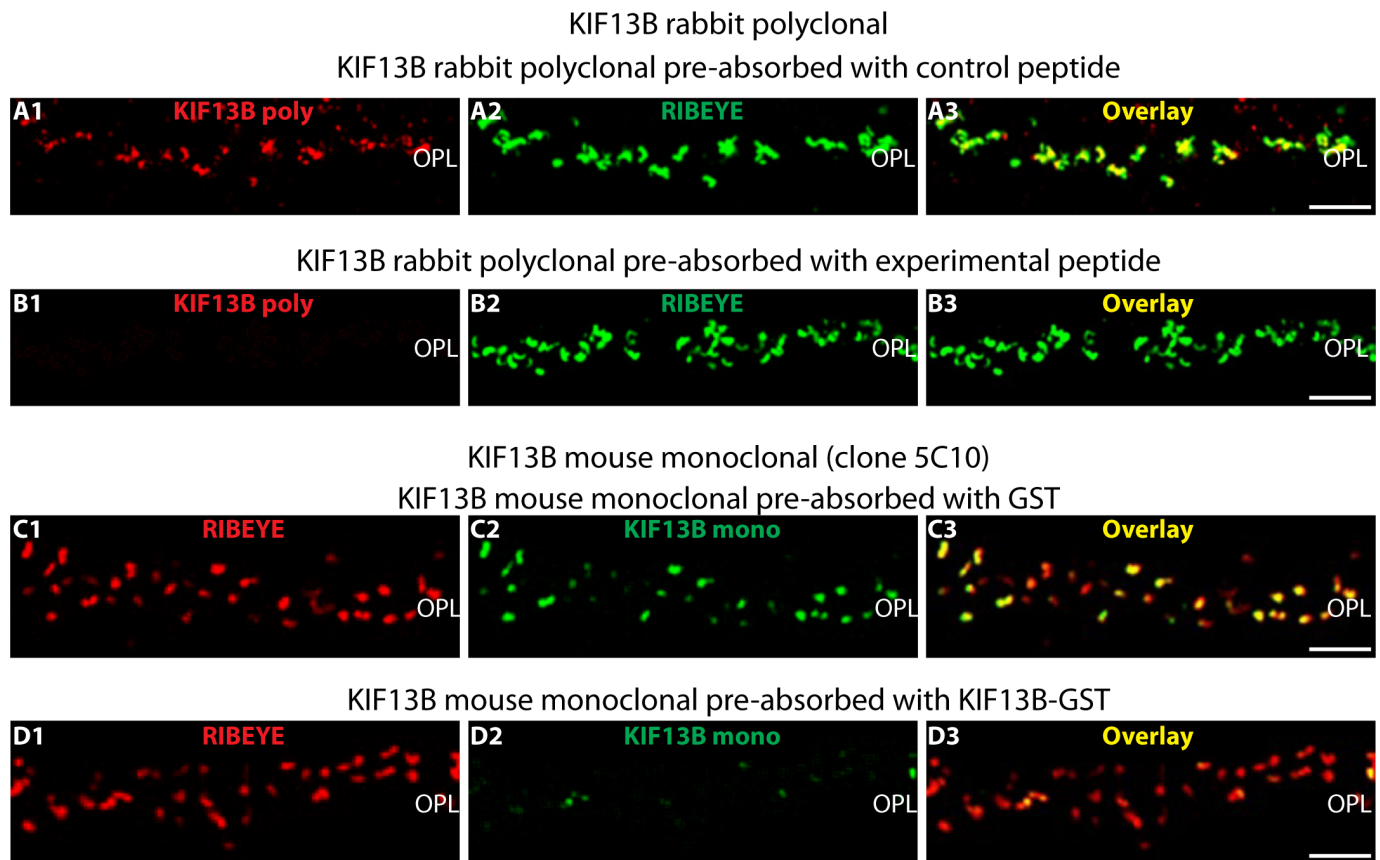 KIF13B rabbit polyclonal
KIF13B rabbit polyclonal pre-absorbed with control peptide
A1 KIF13B poly A2 RIBEYE A3 Overlay
OPL OPL OPL
KIF13B rabbit polyclonal pre-absorbed with experimental peptide
B1 KIF13B poly B2 RIBEYE B3 Overlay
OPL OPL OPL
KIF13B mouse monoclonal (clone 5C10)
KIF13B mouse monoclonal pre-absorbed with GST
C1 RIBEYE C2 KIF13B mono C3 Overlay
OPL OPL OPL
KIF13B mouse monoclonal pre-absorbed with KIF13B-GST
D1 RIBEYE D2 KIF13B mono D3 Overlay
OPL OPL OPL